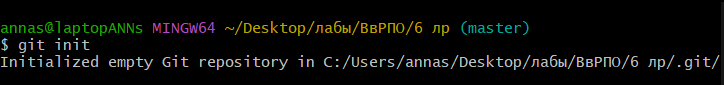 annas@laptopANNs MINGW64 ~/Desktop/лабы/ВвРПО/6 лр (master)
$ git init
Initialized empty Git repository in C:/Users/annas/Desktop/лабы/ВвРПО/6 лр/.git/